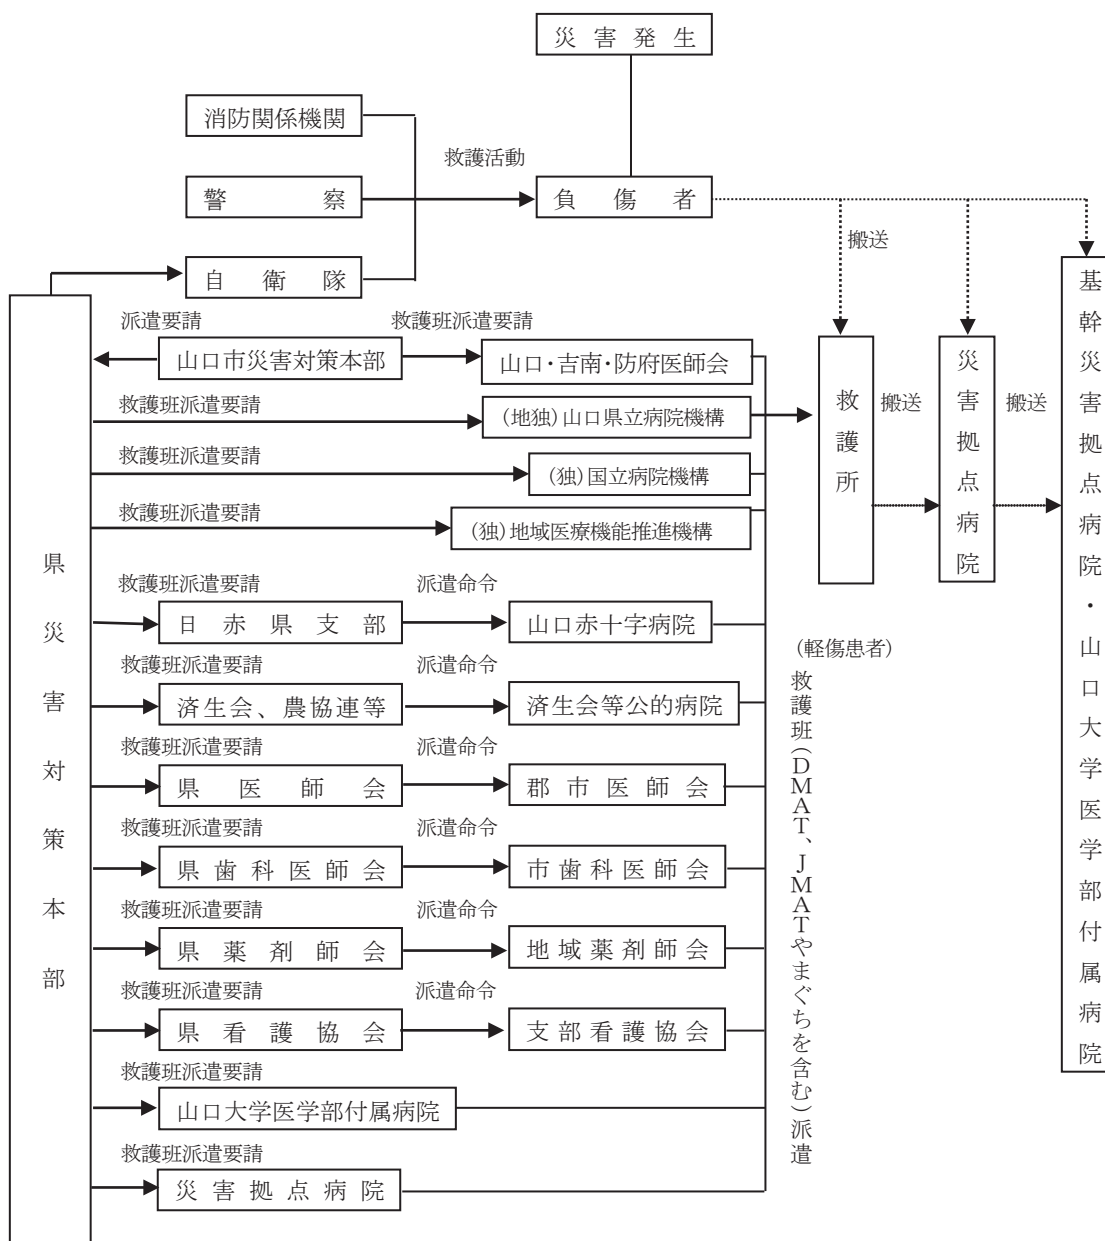 災害発生
消防関係機関
救護活動
警察
負傷者
搬送
自衛隊
派遣要請
救護班派遣要請
山口市災害対策本部
山口・吉南・防府医師会
救護班派遣要請
(地独)山口県立病院機構
救護班派遣要請
(独)国立病院機構
救護班派遣要請
(独)地域医療機能推進機構
救護班派遣要請
派遣命令
日赤県支部
山口赤十字病院
救護班派遣要請
派遣命令
済生会、農協連等
済生会等公的病院
救護班派遣要請
派遣命令
県医師会
郡市医師会
救護班派遣要請
派遣命令
県歯科医師会
市歯科医師会
救護班派遣要請
派遣命令
県薬剤師会
地域薬剤師会
救護班派遣要請
派遣命令
県看護協会
支部看護協会
救護班派遣要請
山口大学医学部付属病院
救護班派遣要請
災害拠点病院
県災害対策本部
(軽傷患者)
救護班(DMAT、JMATやまぐちを含む)派遣
救護所
搬送
災害拠点病院
搬送
基幹災害拠点病院・山口大学医学部付属病院